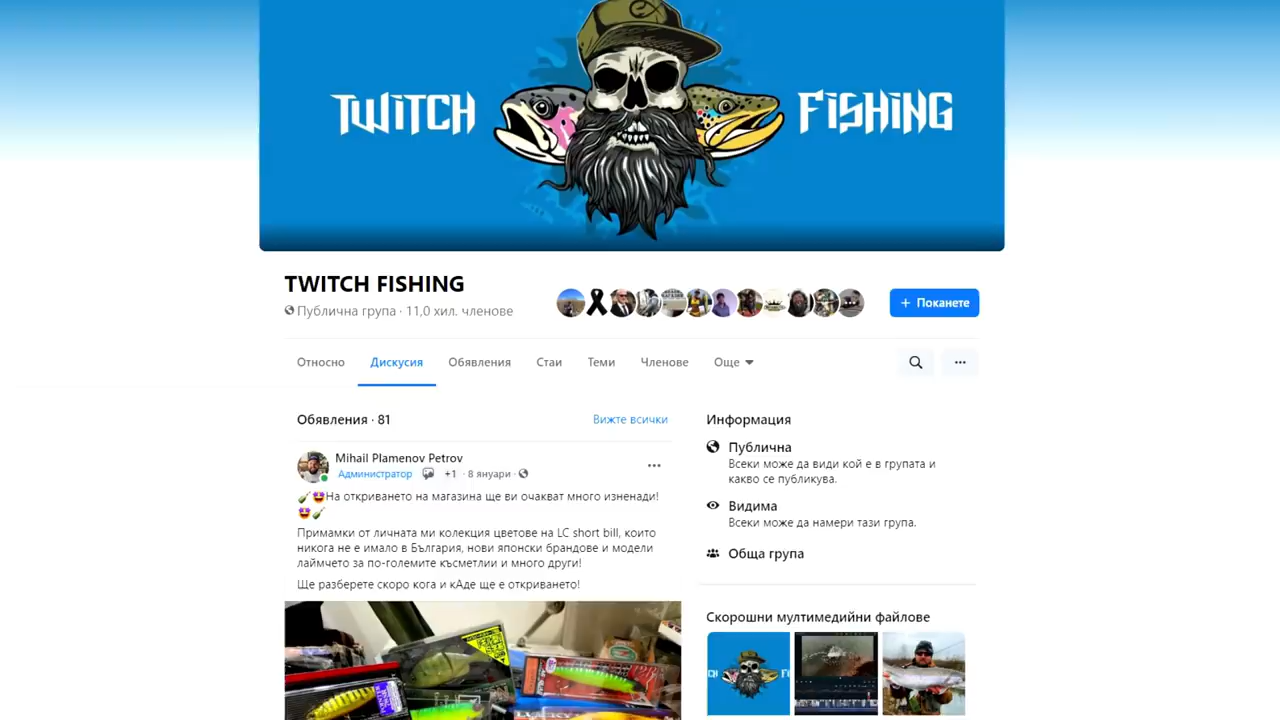 TWITCH FISHING
TWITCH FISHING
Публична група · 11,0 хил. членове
+ Поканете
Относно
Дискусия
Обявления
Стаи
Теми
Членове
Още
Обявления · 81
Вижте всички
Mihail Plamenov Petrov
Администратор
+1 · 8 януари ·
На откриването на магазина ще ви очакват много изненади!
Примамки от личната ми колекция цветове на LC short bill, които
никога не е имало в България, нови японски брандове и модели
лаймчето за по-големите късметлии и много други!
Ще разберете скоро кога и кАде ще е откриването!
Информация
Публична
Всеки може да види кой е в групата и
какво се публикува.
Видима
Всеки може да намери тази група.
Обща група
Скорошни мултимедийни файлове